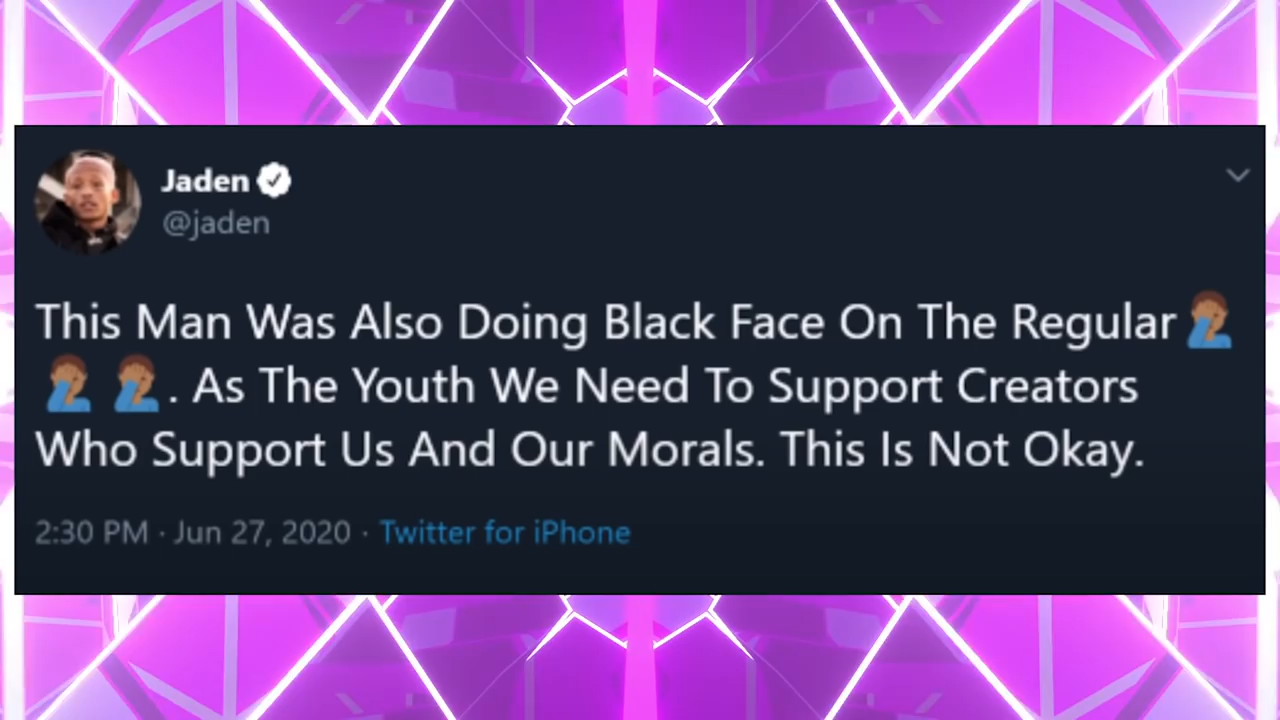 Jaden
@jaden
This Man Was Also Doing Black Face On The Regular🤦🏾‍♂️
🤦🏾‍♂️🤦🏾‍♂️. As The Youth We Need To Support Creators
Who Support Us And Our Morals. This Is Not Okay.
2:30 PM · Jun 27, 2020 · Twitter for iPhone